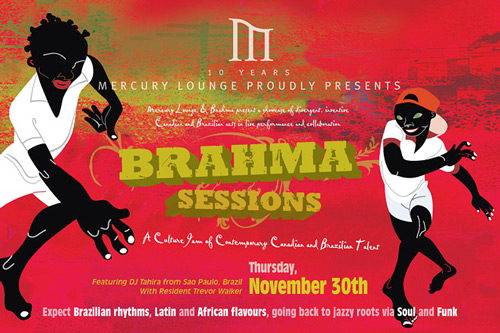 M
10 YEARS
MERCURY LOUNGE PROUDLY PRESENTS
Mercury Lounge & Brahma present a showcase of divergent, inventive
Canadian and Brazilian acts in live performance and collaboration
BRAHMA
SESSIONS
A Culture Jam of Contemporary Canadian and Brazilian Talent
Thursday,
November 30th
Featuring DJ Tahira from Sao Paulo, Brazil
With Resident Trevor Walker
Expect Brazilian rhythms, Latin and African flavours, going back to jazzy roots via Soul and Funk